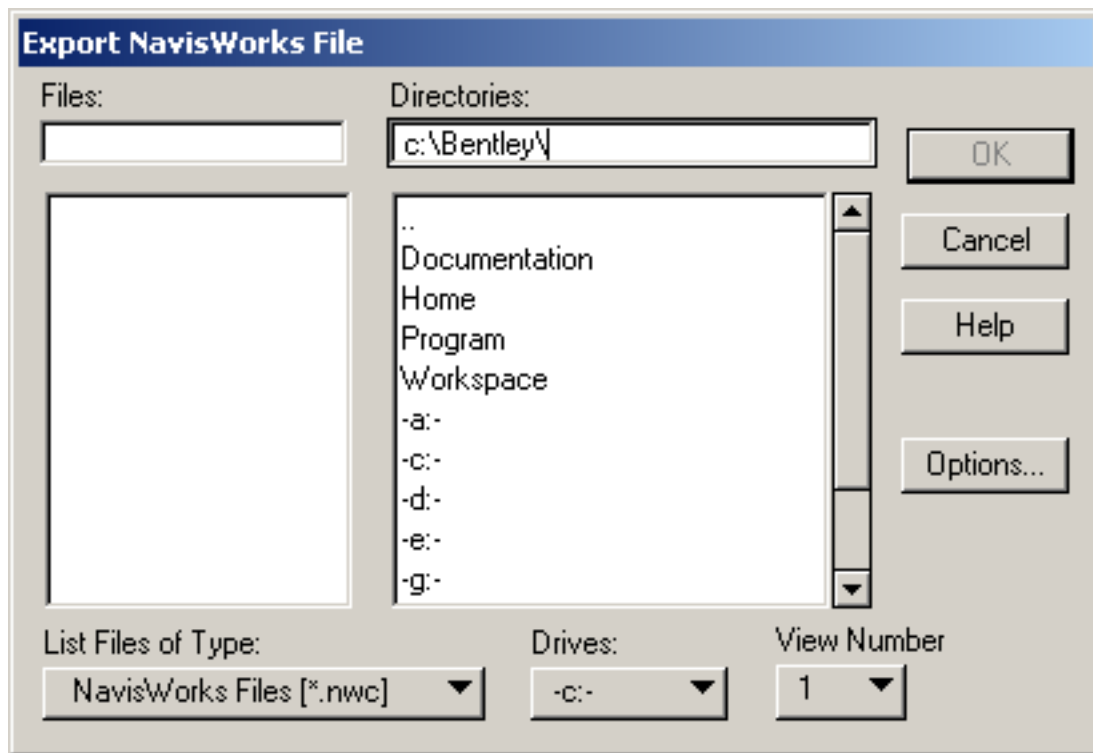 Export NavisWorks File
Files:
Directories:
c:\Bentley\
OK
..
Documentation
Home
Program
Workspace
-a:-
-c:-
-d:-
-e:-
-g:-
Cancel
Help
Options...
List Files of Type:
Drives:
View Number
NavisWorks Files [*.nwc]
-c:-
1